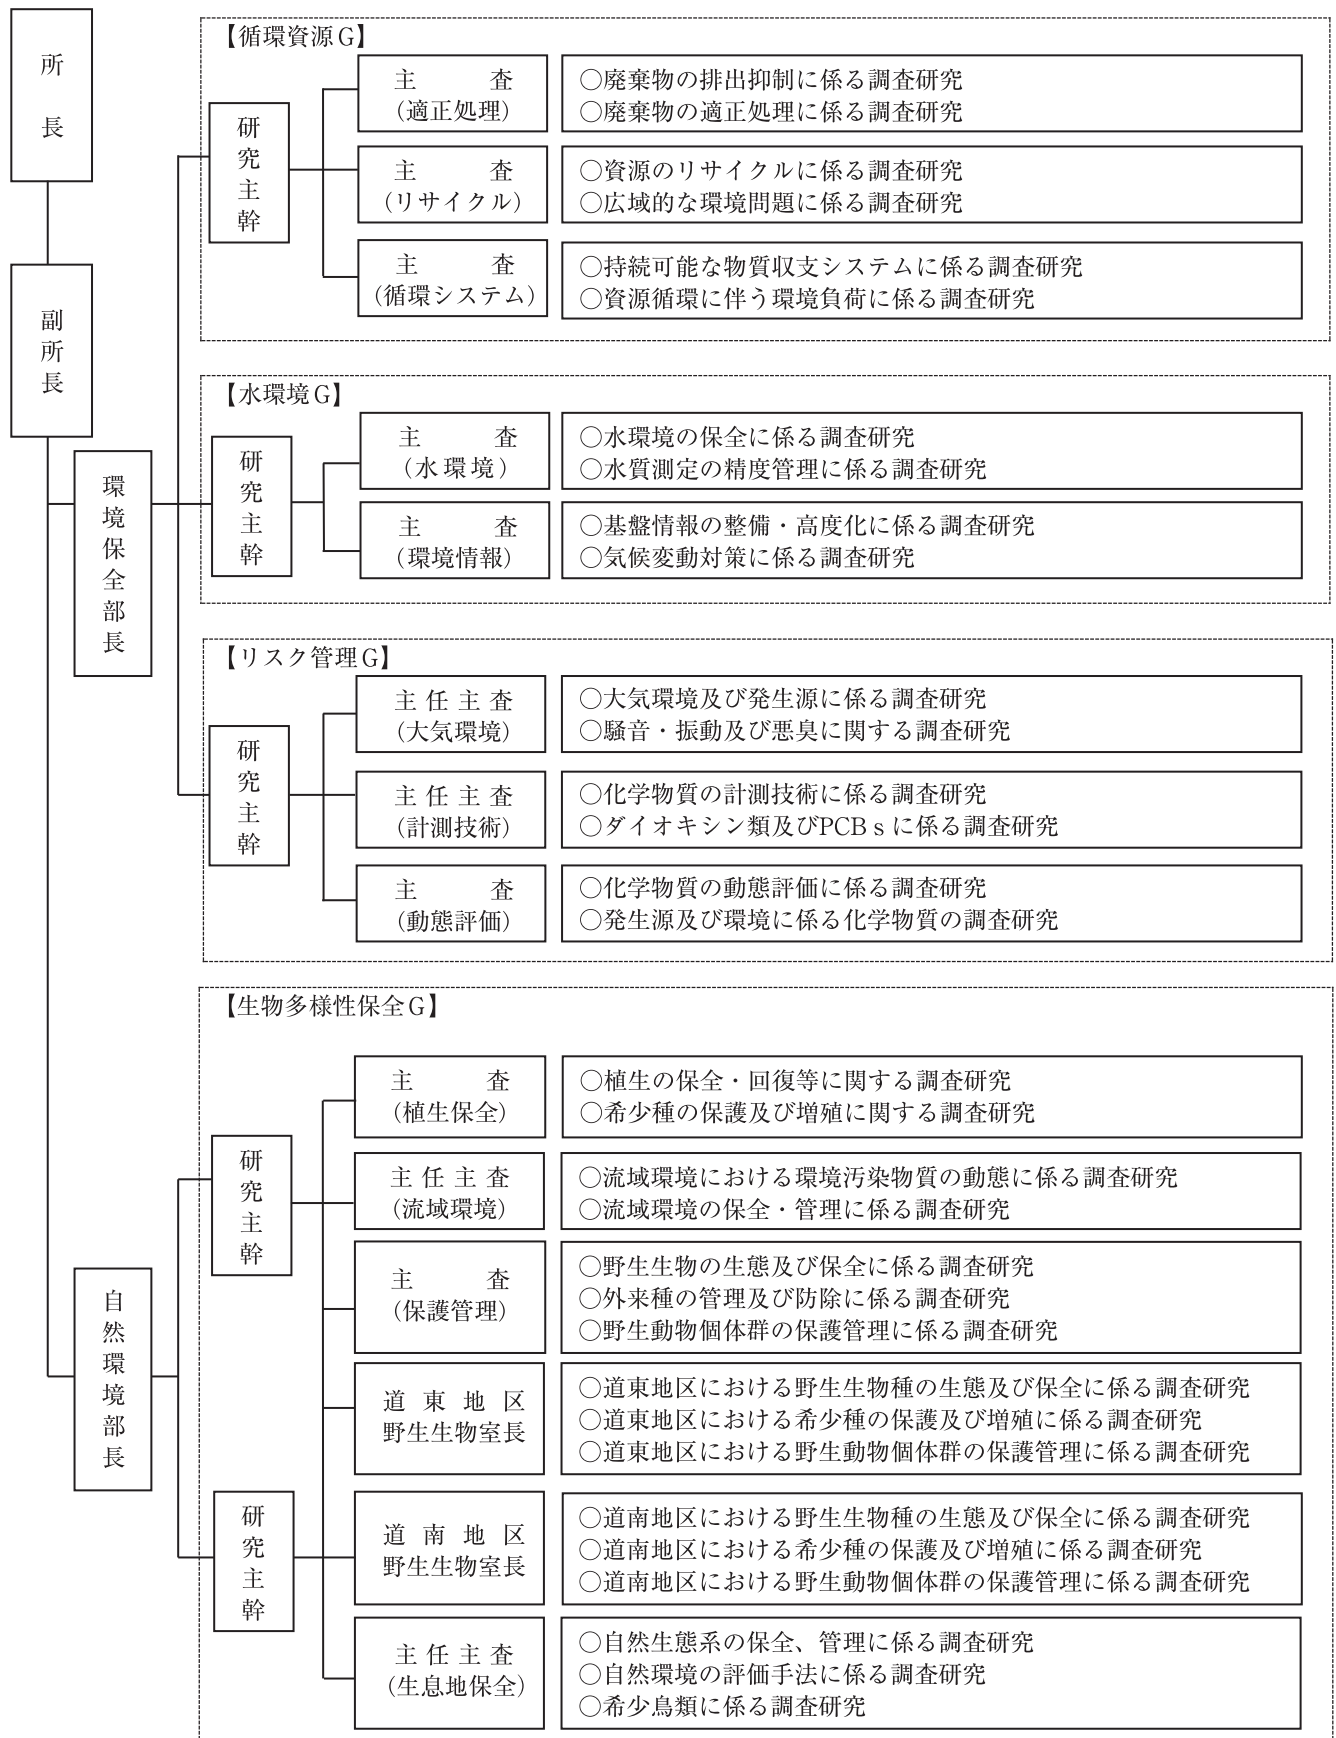 所長
副所長
環境保全部長
【循環資源G】
研究主幹
主査
(適正処理)
○廃棄物の排出抑制に係る調査研究
○廃棄物の適正処理に係る調査研究
主査
(リサイクル)
○資源のリサイクルに係る調査研究
○広域的な環境問題に係る調査研究
主査
(循環システム)
○持続可能な物質収支システムに係る調査研究
○資源循環に伴う環境負荷に係る調査研究
【水環境G】
研究主幹
主査
(水環境)
○水環境の保全に係る調査研究
○水質測定の精度管理に係る調査研究
主査
(環境情報)
○基盤情報の整備・高度化に係る調査研究
○気候変動対策に係る調査研究
【リスク管理G】
研究主幹
主任主査
(大気環境)
○大気環境及び発生源に係る調査研究
○騒音・振動及び悪臭に関する調査研究
主任主査
(計測技術)
○化学物質の計測技術に係る調査研究
○ダイオキシン類及びPCBsに係る調査研究
主査
(動態評価)
○化学物質の動態評価に係る調査研究
○発生源及び環境に係る化学物質の調査研究
自然環境部長
【生物多様性保全G】
研究主幹
主査
(植生保全)
○植生の保全・回復等に関する調査研究
○希少種の保護及び増殖に関する調査研究
主任主査
(流域環境)
○流域環境における環境汚染物質の動態に係る調査研究
○流域環境の保全・管理に係る調査研究
主査
(保護管理)
○野生生物の生態及び保全に係る調査研究
○外来種の管理及び防除に係る調査研究
○野生動物個体群の保護管理に係る調査研究
道東地区
野生生物室長
○道東地区における野生生物種の生態及び保全に係る調査研究
○道東地区における希少種の保護及び増殖に係る調査研究
○道東地区における野生動物個体群の保護管理に係る調査研究
研究主幹
道南地区
野生生物室長
○道南地区における野生生物種の生態及び保全に係る調査研究
○道南地区における希少種の保護及び増殖に係る調査研究
○道南地区における野生動物個体群の保護管理に係る調査研究
主任主査
(生息地保全)
○自然生態系の保全、管理に係る調査研究
○自然環境の評価手法に係る調査研究
○希少鳥類に係る調査研究